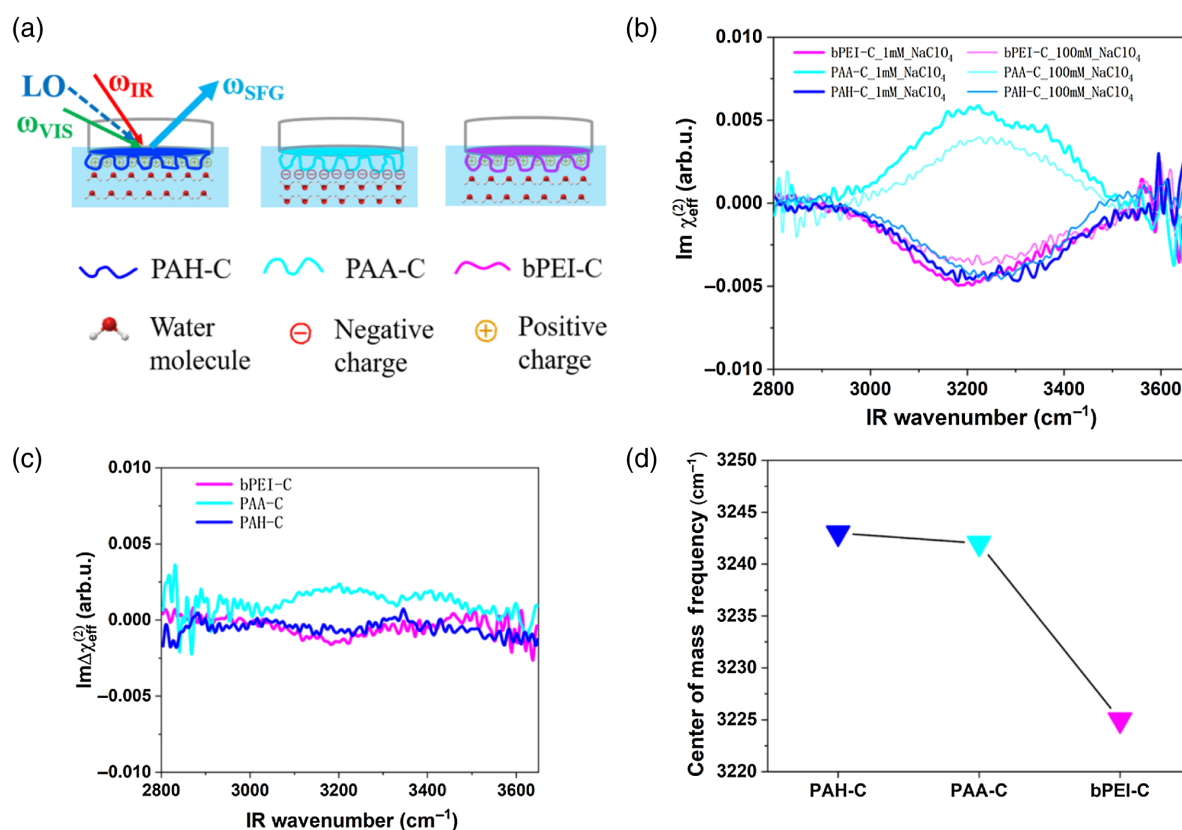 (a)
LO
ωIR
ωSFG
ωVIS
PAH-C
PAA-C
bPEI-C
Water
molecule
Negative
charge
Positive
charge
(b)
0.010
0.005
0.000
−0.005
−0.010
Im χ(2)eff (arb.u.)
bPEI-C_1mM_NaClO4
PAA-C_1mM_NaClO4
PAH-C_1mM_NaClO4
bPEI-C_100mM_NaClO4
PAA-C_100mM_NaClO4
PAH-C_100mM_NaClO4
2800
3000
3200
3400
3600
IR wavenumber (cm−1)
(c)
0.010
0.005
0.000
−0.005
−0.010
ImΔχ(2)eff (arb.u.)
bPEI-C
PAA-C
PAH-C
2800
3000
3200
3400
3600
IR wavenumber (cm−1)
(d)
3250
3245
3240
3235
3230
3225
3220
Center of mass frequency (cm−1)
PAH-C
PAA-C
bPEI-C